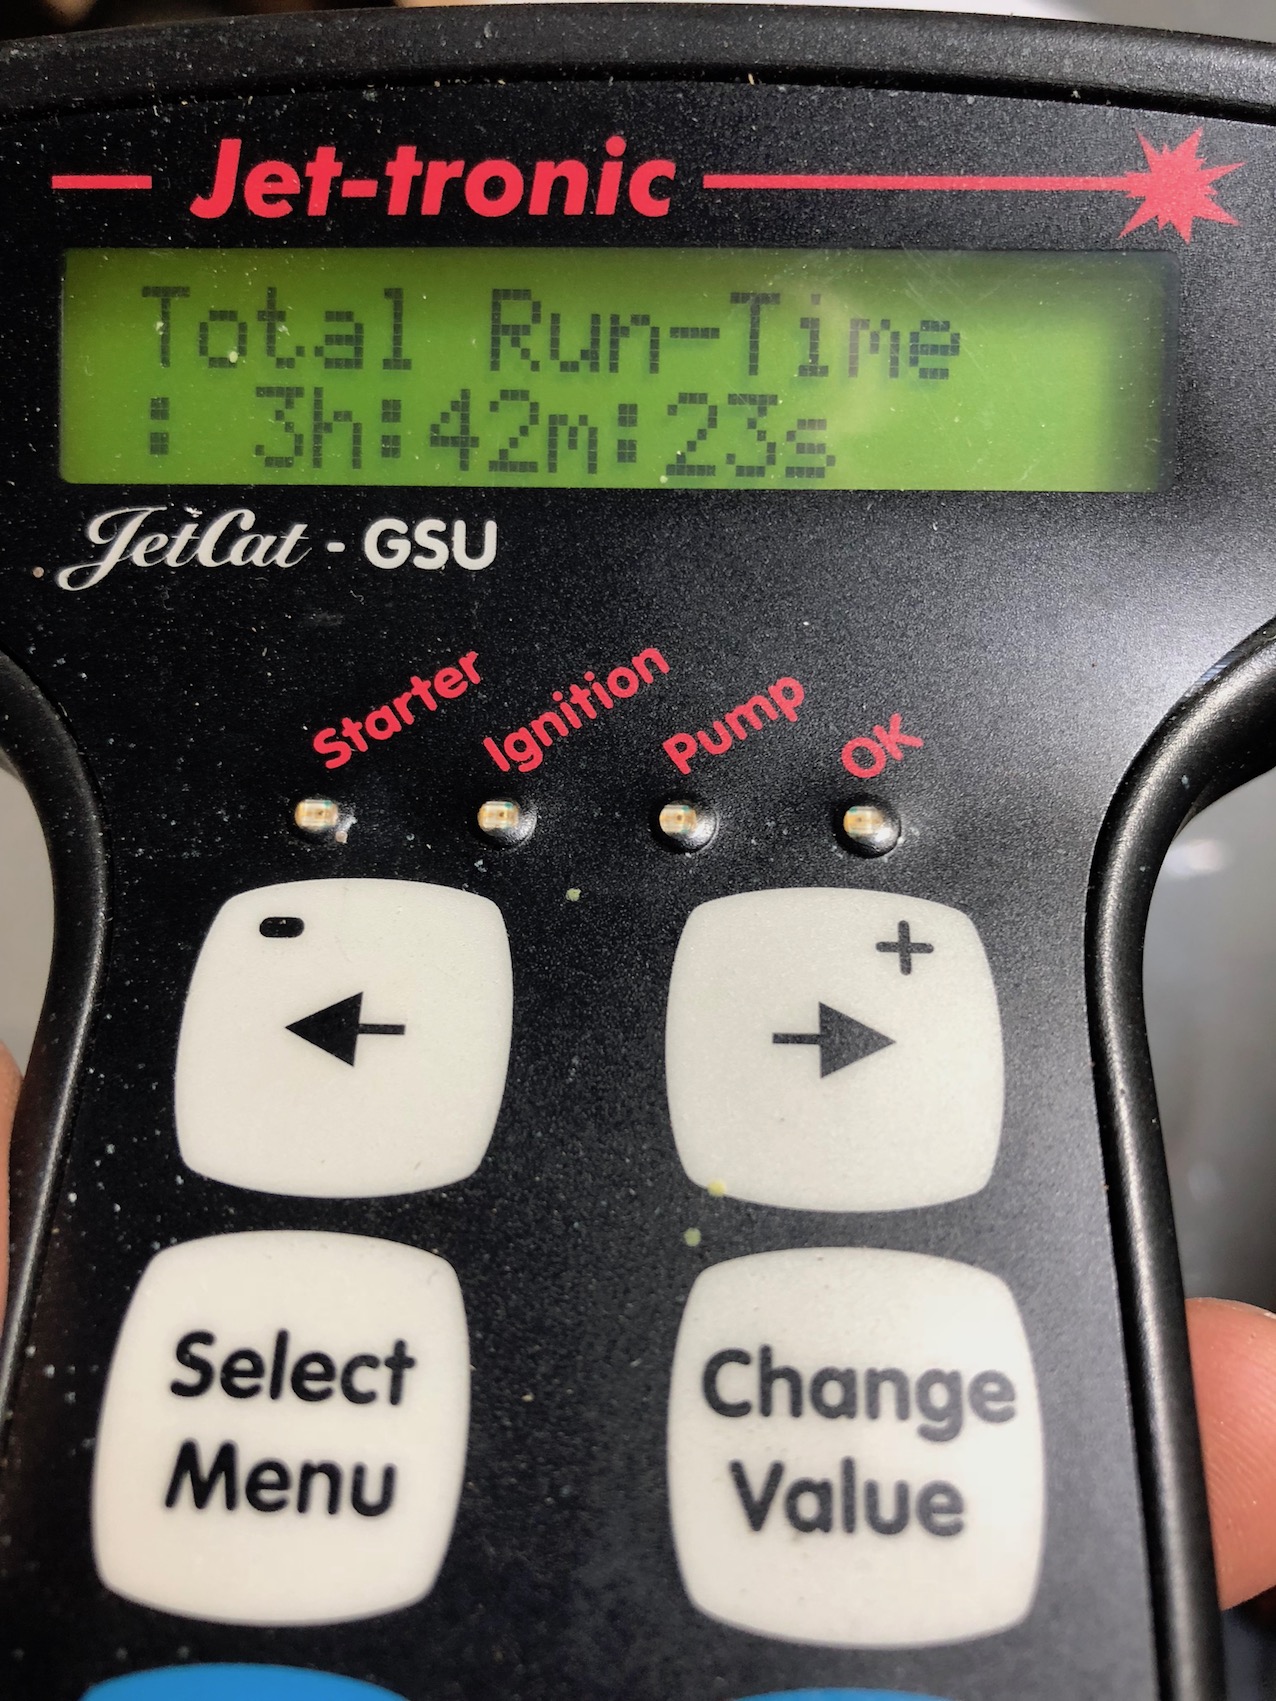 Jet-tronic
Total Run-Time
: 3h:42m:23s
JetCat - GSU
Starter
Ignition
Pump
OK
-
+
Select
Menu
Change
Value